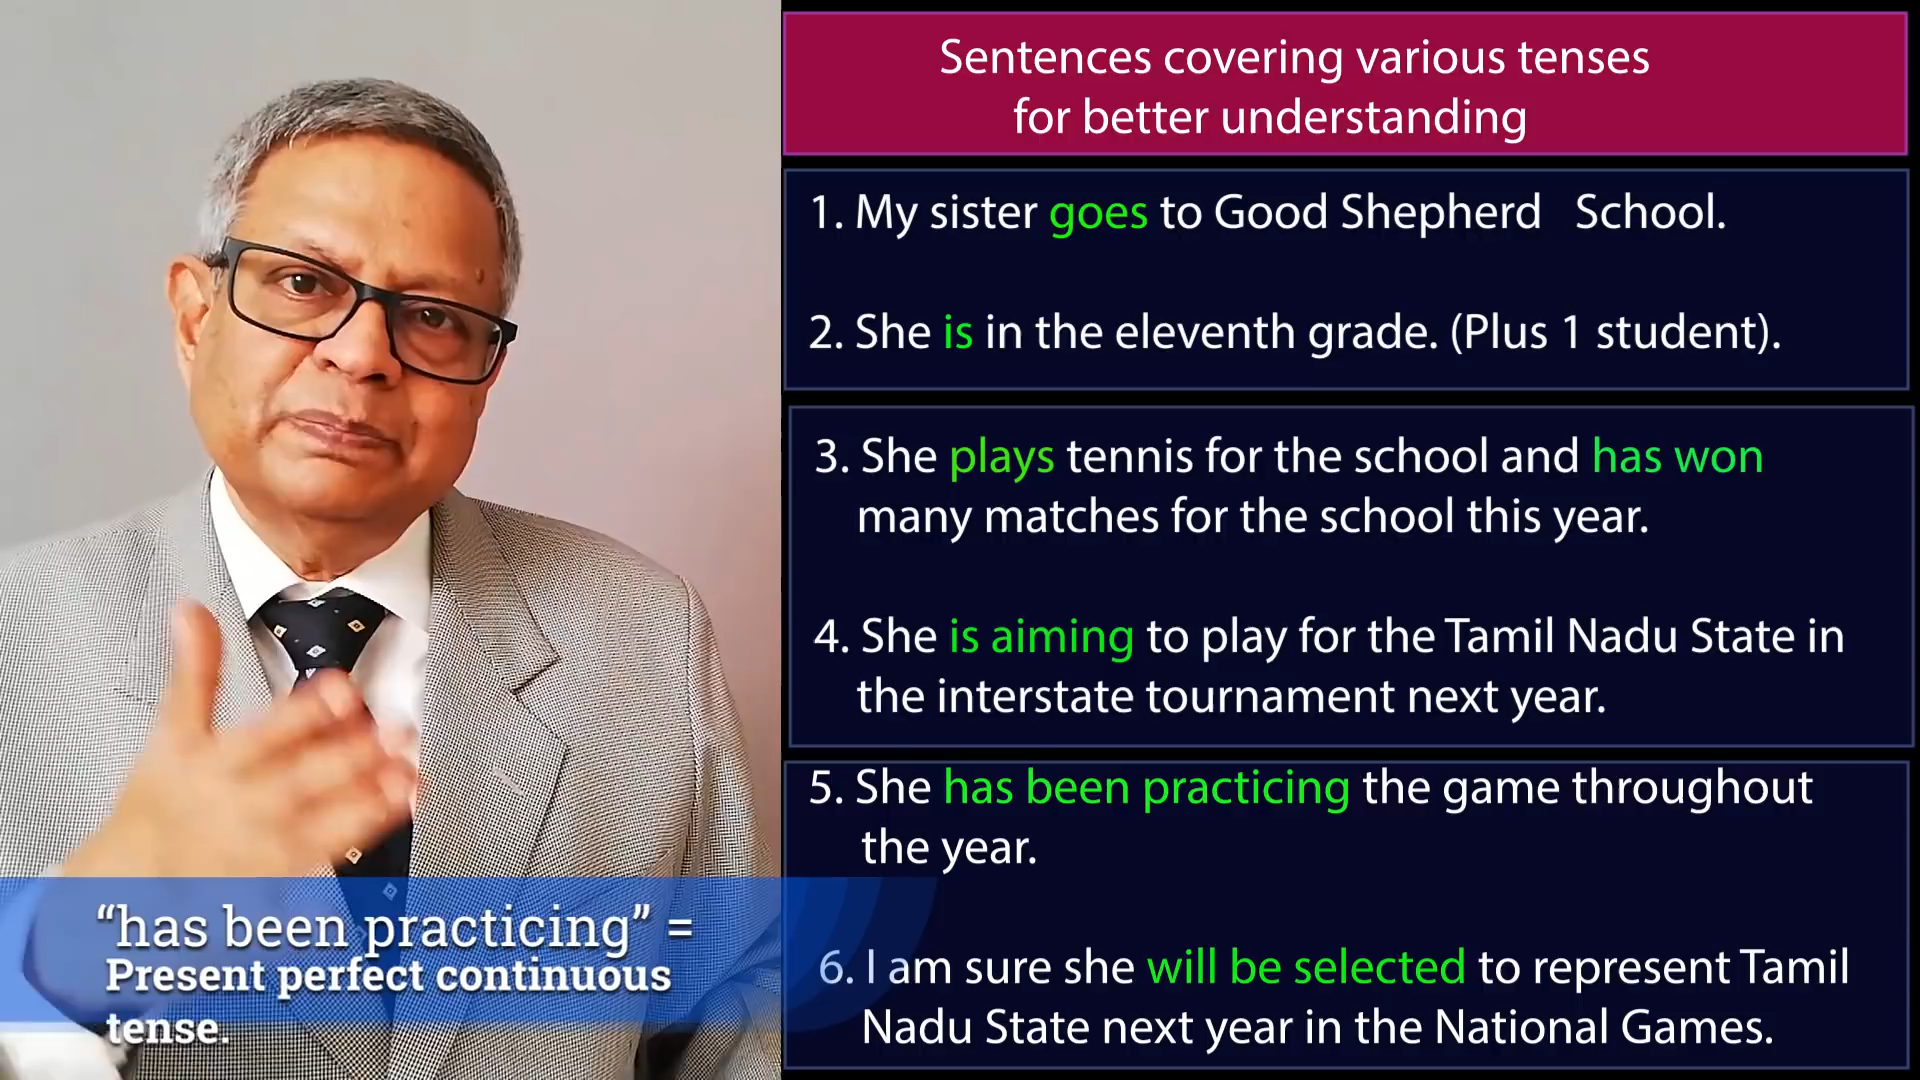 Sentences covering various tenses
for better understanding
1. My sister goes to Good Shepherd School.
2. She is in the eleventh grade. (Plus 1 student).
3. She plays tennis for the school and has won
many matches for the school this year.
4. She is aiming to play for the Tamil Nadu State in
the interstate tournament next year.
5. She has been practicing the game throughout
the year.
6. I am sure she will be selected to represent Tamil
Nadu State next year in the National Games.
“has been practicing” =
Present perfect continuous
tense.